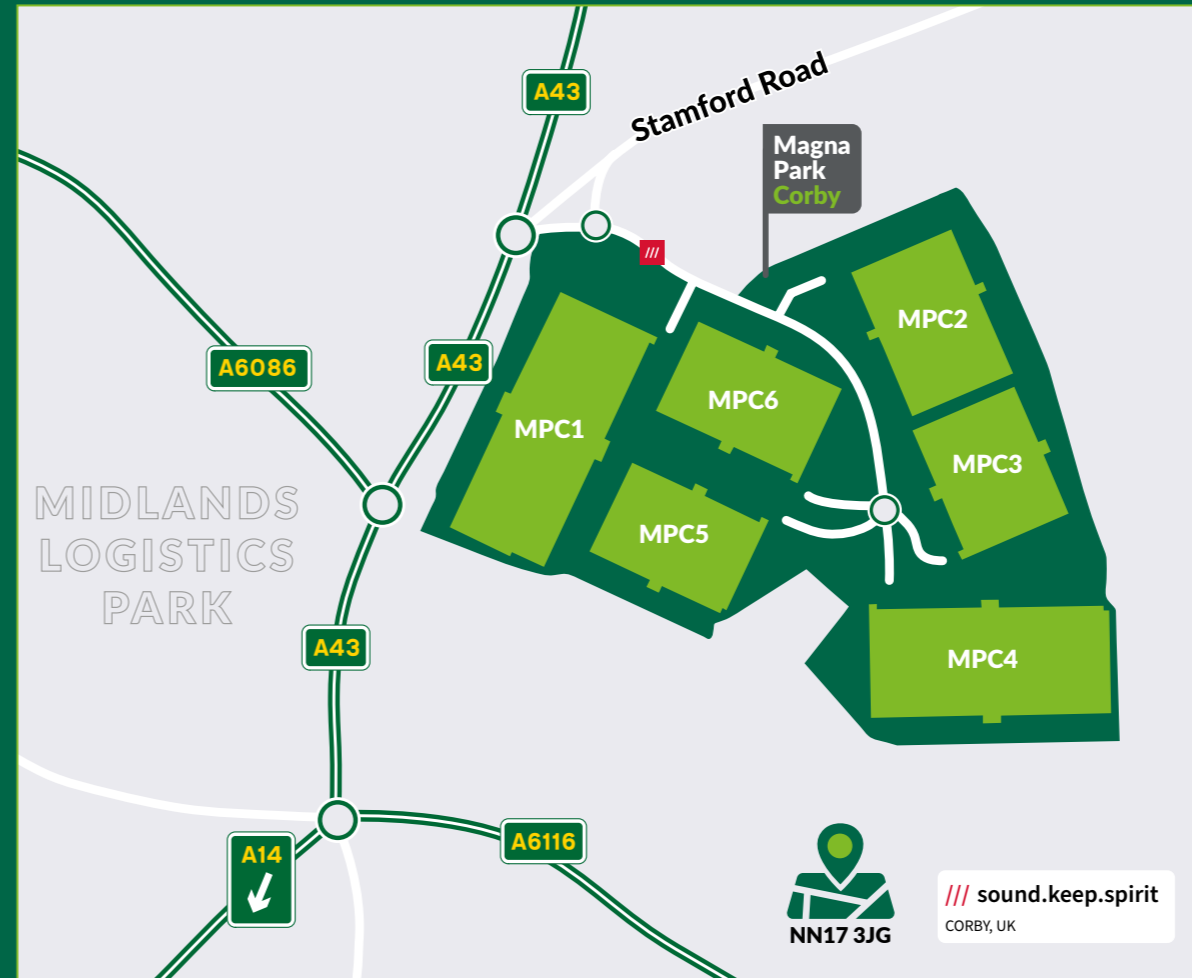 A43
Stamford Road
Magna
Park
Corby
MPC2
A43
A6086
MPC6
MPC1
MPC3
MIDLANDS
LOGISTICS
PARK
MPC5
A43
MPC4
A14
A6116
NN17 3JG
/// sound.keep.spirit
CORBY, UK
///